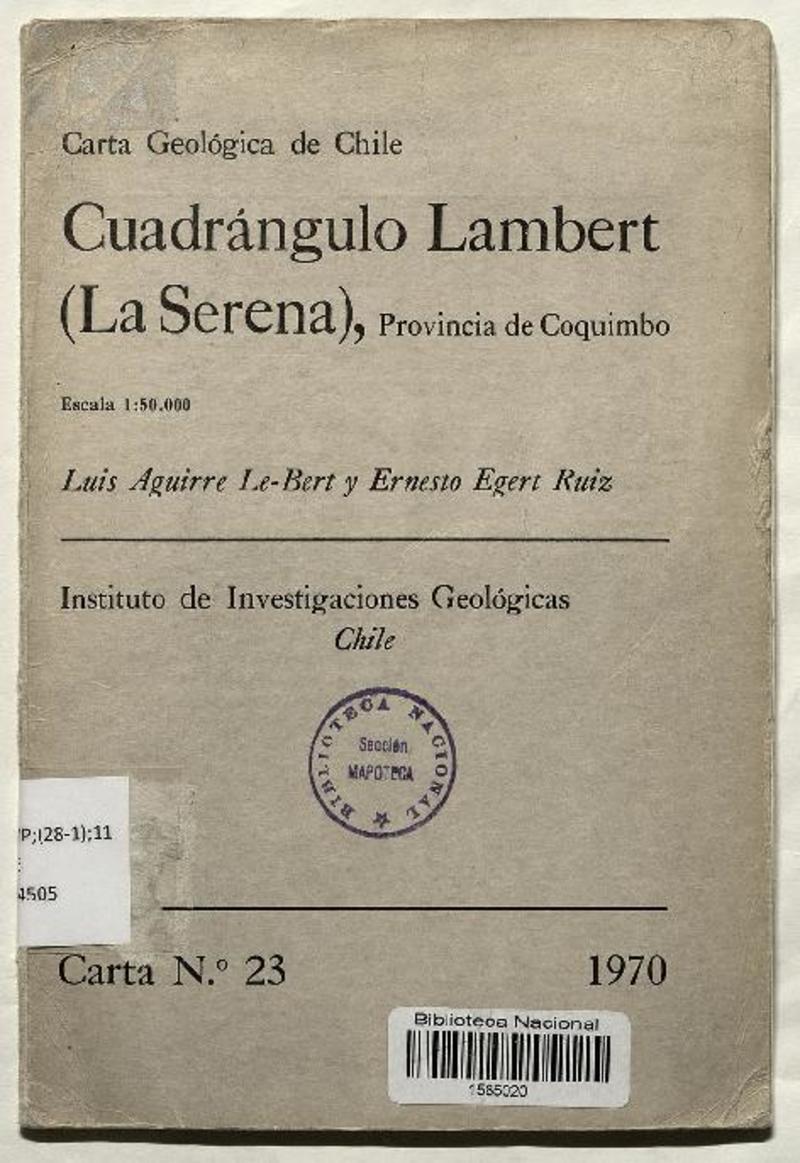 Carta Geológica de Chile
Cuadrángulo Lambert
(La Serena), Provincia de Coquimbo
Escala 1:50.000
Luis Aguirre Le-Bert y Ernesto Egert Ruiz
Instituto de Investigaciones Geológicas
Chile
BIBLIOTECA NACIONAL
Sección
MAPOTECA
P;(28-1);11
4505
Carta N.º 23 1970
Biblioteca Nacional
1565020